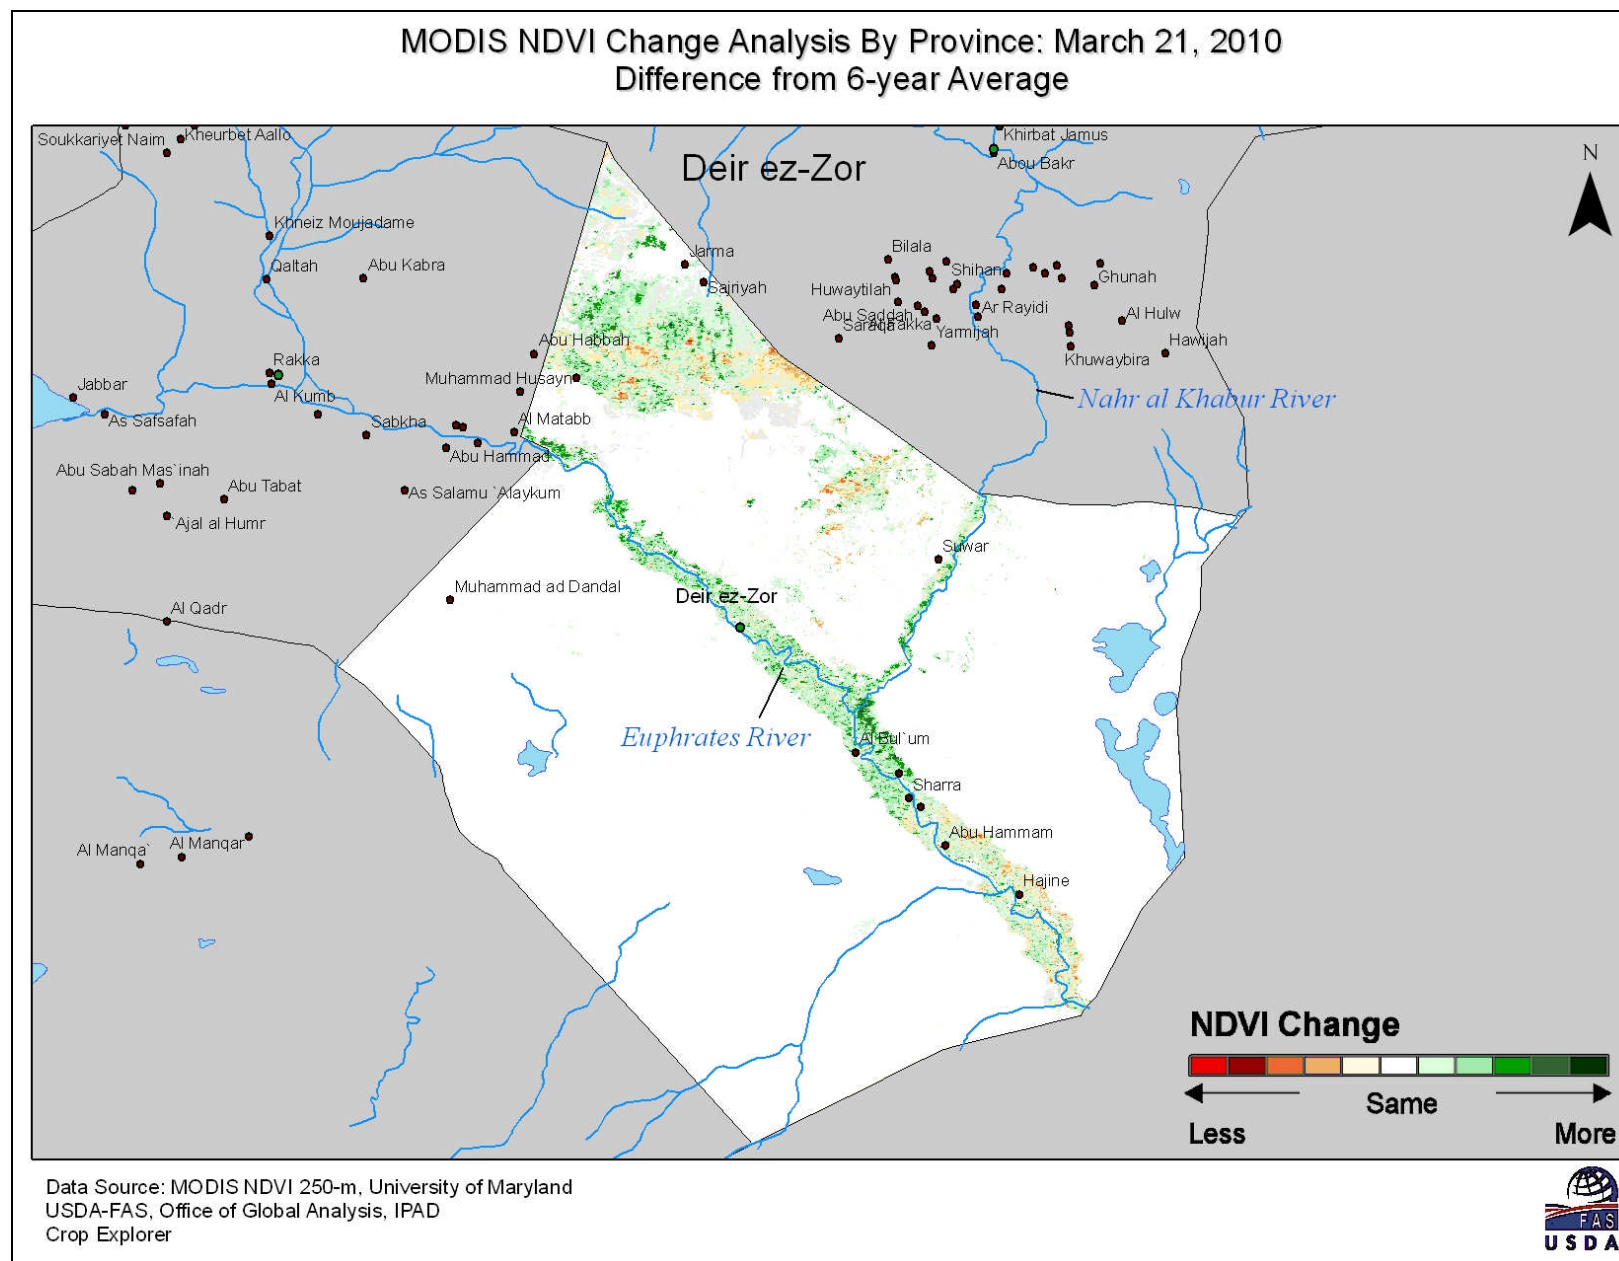 MODIS NDVI Change Analysis By Province: March 21, 2010
Difference from 6-year Average
Soukkariyet Naim
Kheurbet Aallo
Deir ez-Zor
Khirbat Jamus
Abou Bakr
N
Khneiz Moujadame
Qaltah
Abu Kabra
Jarma
Sajriyah
Bilala
Shihan
Ghunah
Huwaytilah
Abu Saddah
Ar Rayidi
Al Hulw
Yarmijah
Hawijah
Khuwaybira
Abu Habbah
Rakka
Muhammad Husayn
Jabbar
Al Kumb
Nahr al Khabur River
As Safsafah
Sabkha
Al Matabb
Abu Hammad
Abu Sabah Mas`inah
Abu Tabat
As Salamu `Alaykum
`Ajal al Humr
Suwar
Muhammad ad Dandal
Deir ez-Zor
Al Qadr
Euphrates River
Al Bul`um
Sharra
Abu Hammam
Al Manqa`
Al Manqar
Hajine
NDVI Change
Same
Less
More
Data Source: MODIS NDVI 250-m, University of Maryland
USDA-FAS, Office of Global Analysis, IPAD
Crop Explorer
FAS
USDA